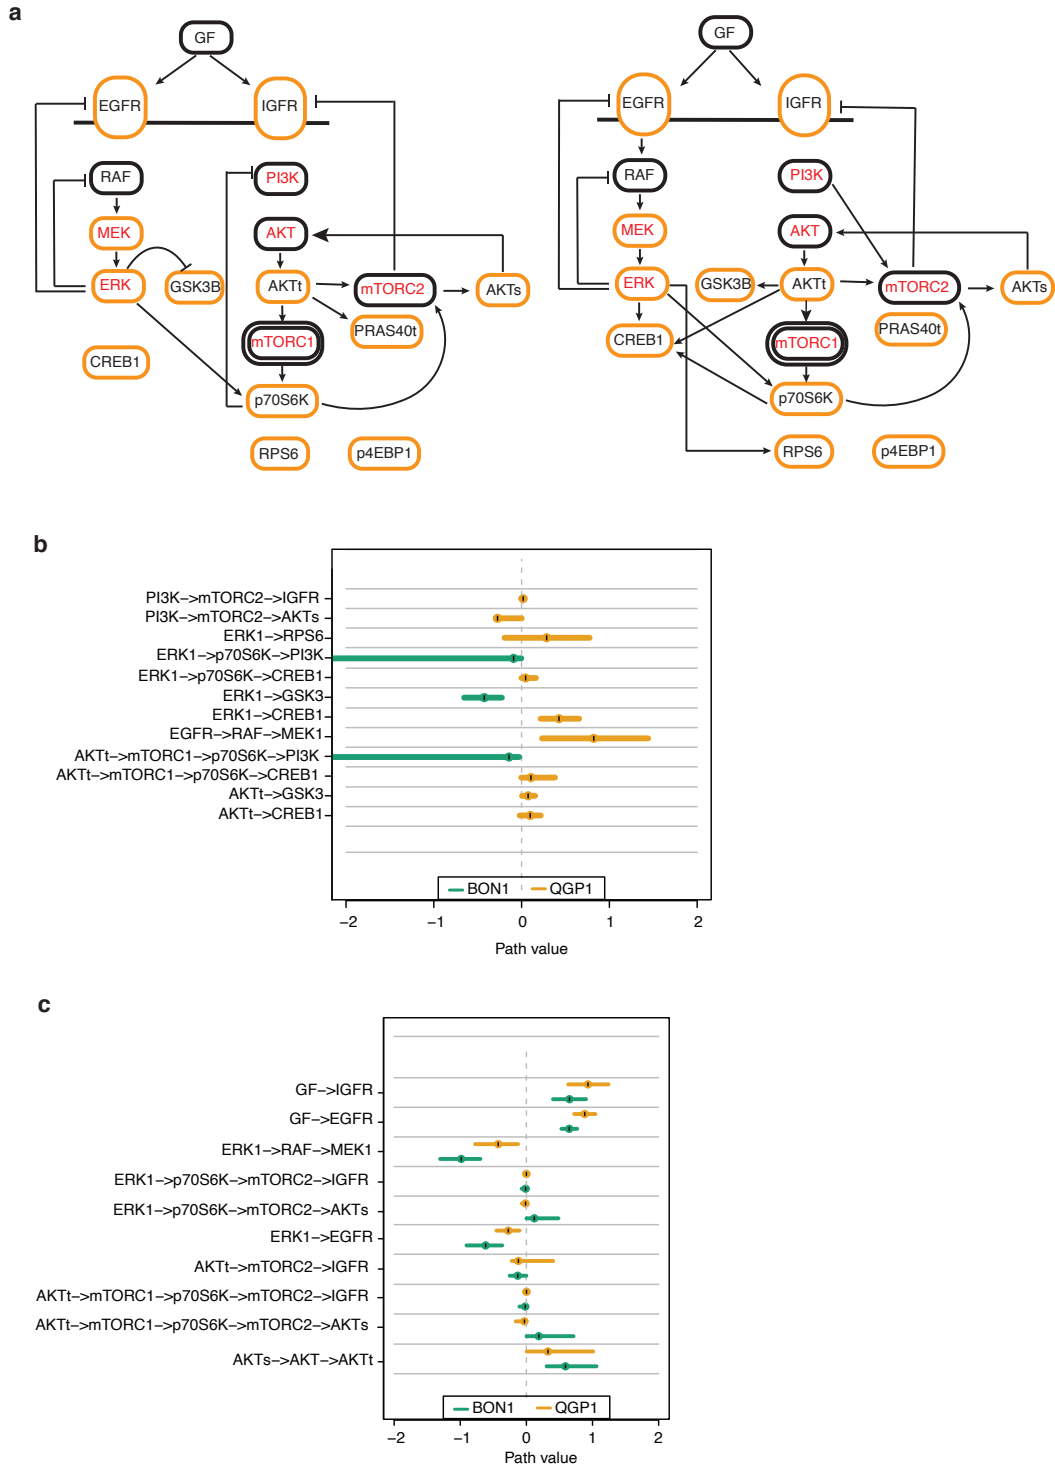 a
GF
EGFR
IGFR
RAF
PI3K
MEK
AKT
ERK
GSK3B
AKTt
mTORC2
AKTs
PRAS40t
mTORC1
CREB1
p70S6K
RPS6
p4EBP1
GF
EGFR
IGFR
RAF
PI3K
MEK
AKT
ERK
GSK3B
AKTt
mTORC2
AKTs
PRAS40t
CREB1
mTORC1
p70S6K
RPS6
p4EBP1
b
PI3K->mTORC2->IGFR
PI3K->mTORC2->AKTs
ERK1->RPS6
ERK1->p70S6K->PI3K
ERK1->p70S6K->CREB1
ERK1->GSK3
ERK1->CREB1
EGFR->RAF->MEK1
AKTt->mTORC1->p70S6K->PI3K
AKTt->mTORC1->p70S6K->CREB1
AKTt->GSK3
AKTt->CREB1
BON1 QGP1
−2 −1 0 1 2
Path value
c
GF->IGFR
GF->EGFR
ERK1->RAF->MEK1
ERK1->p70S6K->mTORC2->IGFR
ERK1->p70S6K->mTORC2->AKTs
ERK1->EGFR
AKTt->mTORC2->IGFR
AKTt->mTORC1->p70S6K->mTORC2->IGFR
AKTt->mTORC1->p70S6K->mTORC2->AKTs
AKTs->AKT->AKTt
BON1 QGP1
−2 −1 0 1 2
Path value